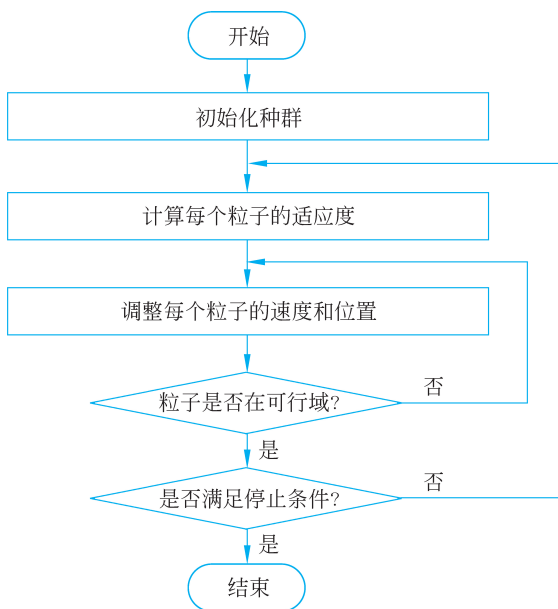 开始
初始化种群
计算每个粒子的适应度
调整每个粒子的速度和位置
粒子是否在可行域?
否
是
是否满足停止条件?
否
是
结束